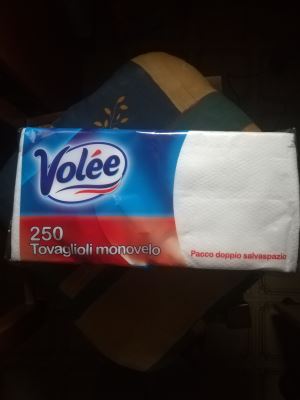 Volée
250
Tovaglioli monovelo
Pacco doppio salvaspazio